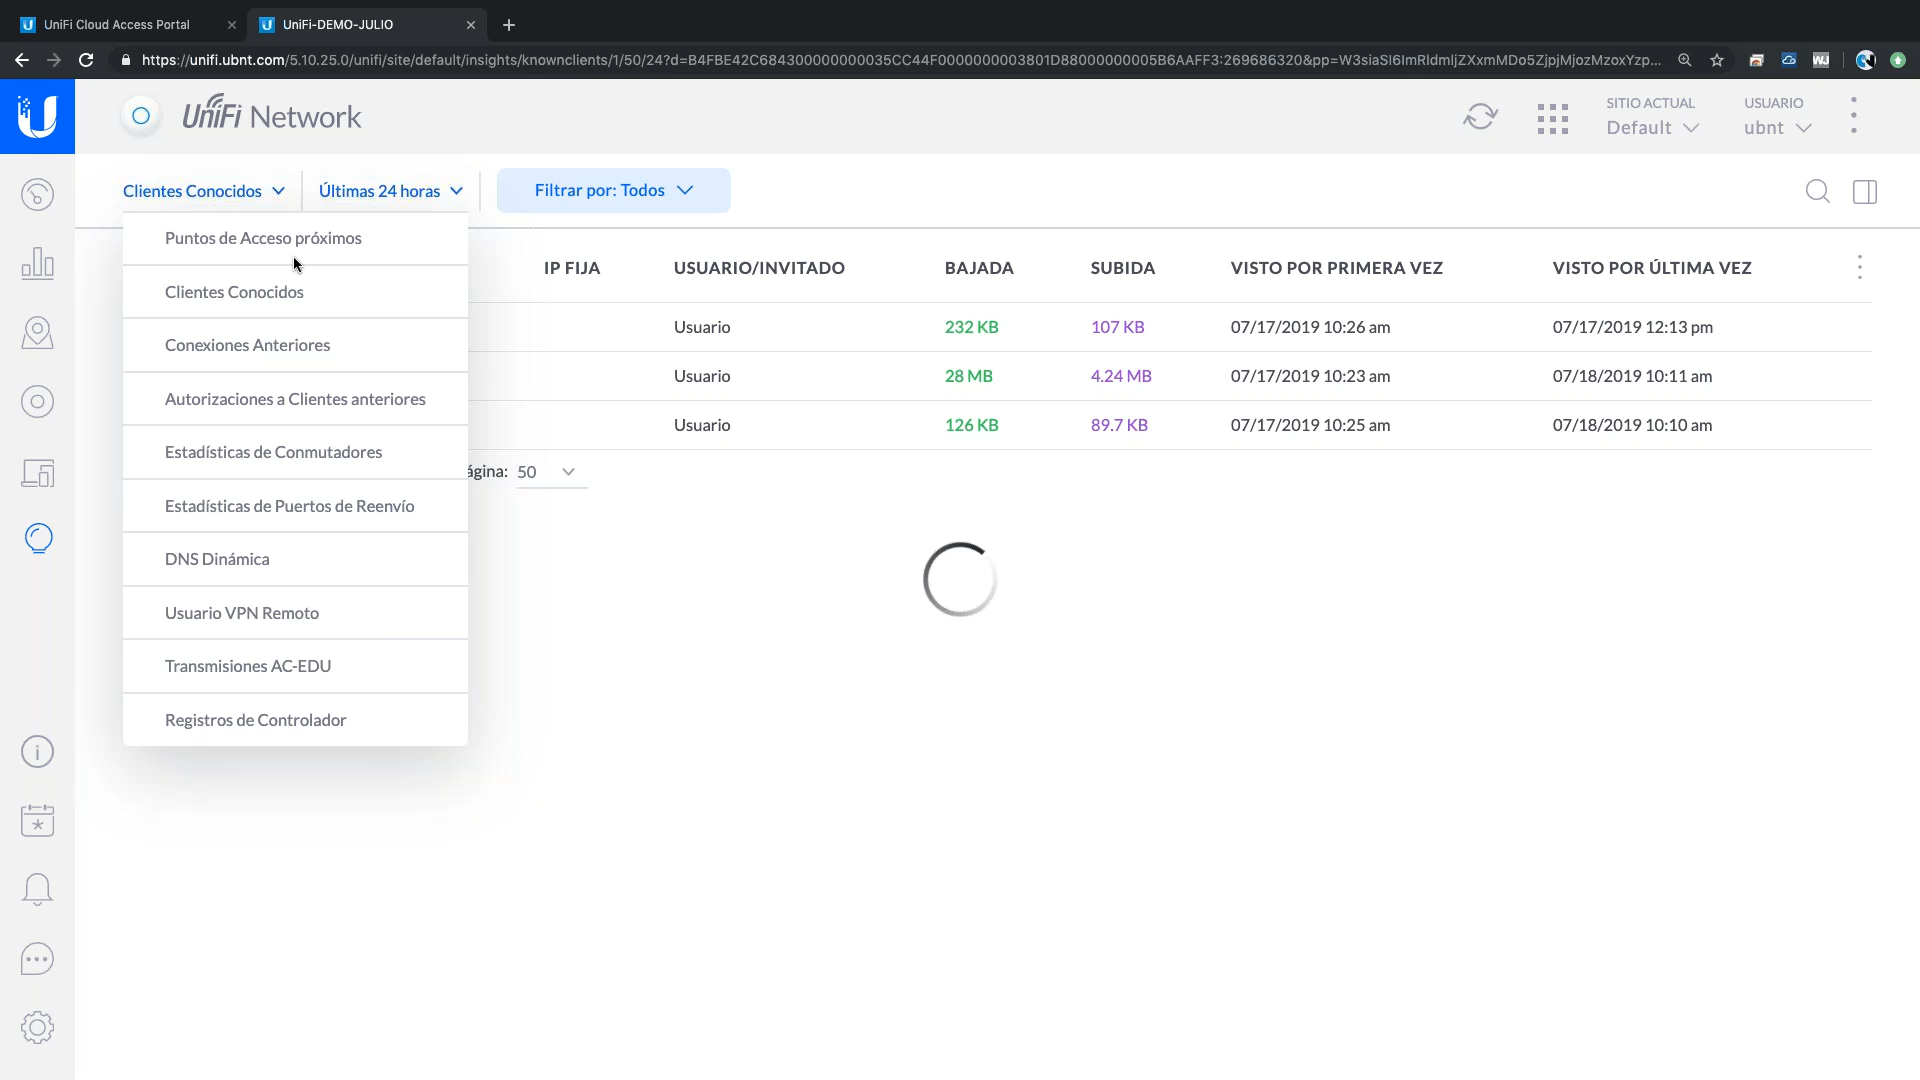 UniFi Cloud Access Portal
UniFi-DEMO-JULIO
https://unifi.ubnt.com/5.10.25.0/unifi/site/default/insights/knownclients/1/50/24?d=B4FBE42C684300000000035CC44F0000000003801D88000000005B6AAFF3:269686320&pp=W3siaSI6ImRldmljZXxmMDo5ZjpjMjozMzoxYzp...
UniFi Network
SITIO ACTUAL
Default
USUARIO
ubnt
Clientes Conocidos
Últimas 24 horas
Filtrar por: Todos
Puntos de Acceso próximos
Clientes Conocidos
Conexiones Anteriores
Autorizaciones a Clientes anteriores
Estadísticas de Conmutadores
Estadísticas de Puertos de Reenvío
DNS Dinámica
Usuario VPN Remoto
Transmisiones AC-EDU
Registros de Controlador
IP FIJA USUARIO/INVITADO BAJADA SUBIDA VISTO POR PRIMERA VEZ VISTO POR ÚLTIMA VEZ
Usuario 232 KB 107 KB 07/17/2019 10:26 am 07/17/2019 12:13 pm
Usuario 28 MB 4.24 MB 07/17/2019 10:23 am 07/18/2019 10:11 am
Usuario 126 KB 89.7 KB 07/17/2019 10:25 am 07/18/2019 10:10 am
ágina: 50